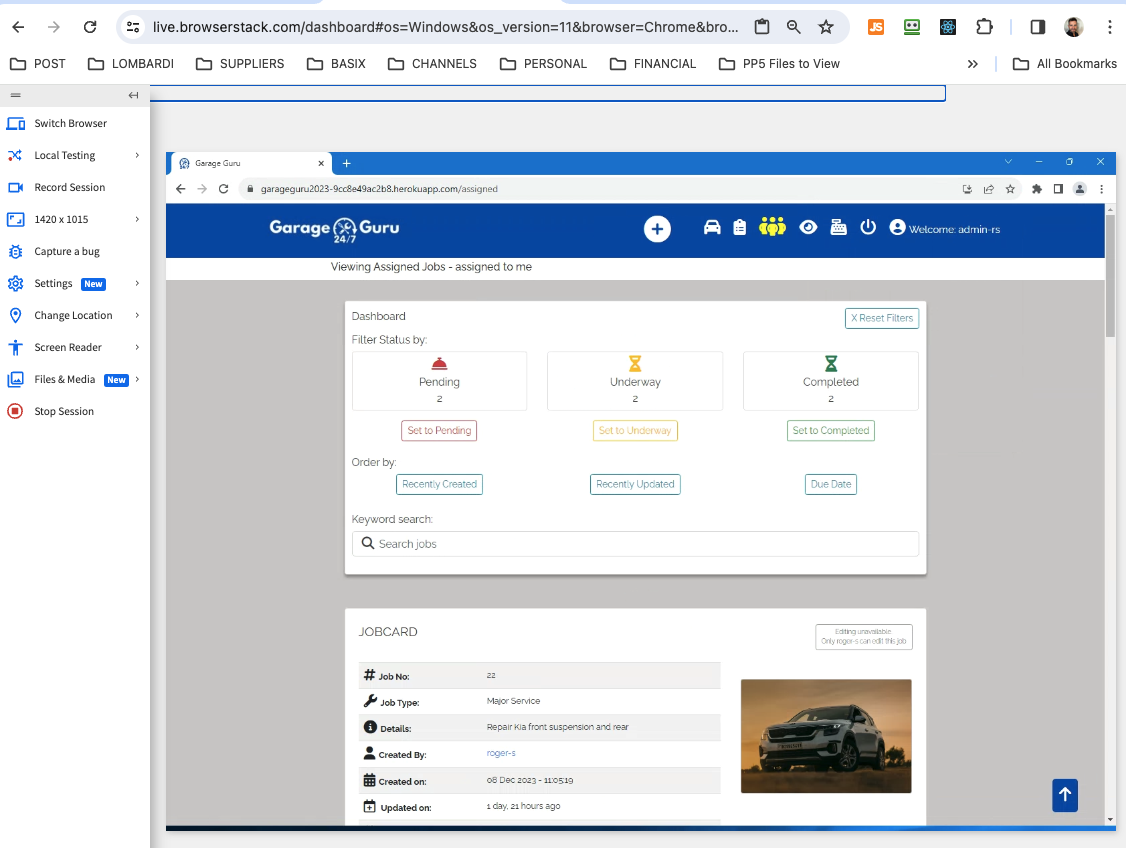 live.browserstack.com/dashboard#os=Windows&os_version=11&browser=Chrome&bro...
JS
POST
LOMBARDI
SUPPLIERS
BASIX
CHANNELS
PERSONAL
FINANCIAL
PP5 Files to View
»
All Bookmarks
Switch Browser
Local Testing
Record Session
1420 x 1015
Capture a bug
Settings New
Change Location
Screen Reader
Files & Media New
Stop Session
Garage Guru
garageguru2023-9cc8e49ac2b8.herokuapp.com/assigned
Garage Guru
24/7
Welcome: admin-rs
Viewing Assigned Jobs - assigned to me
Dashboard
X Reset Filters
Filter Status by:
Pending
2
Underway
2
Completed
2
Set to Pending
Set to Underway
Set to Completed
Order by:
Recently Created
Recently Updated
Due Date
Keyword search:
Search jobs
JOBCARD
Editing unavailable
Only roger-s can edit this job
Job No: 22
Job Type: Major Service
Details: Repair Kia front suspension and rear
Created By: roger-s
Created on: 08 Dec 2023 - 11:05:19
Updated on: 1 day, 21 hours ago